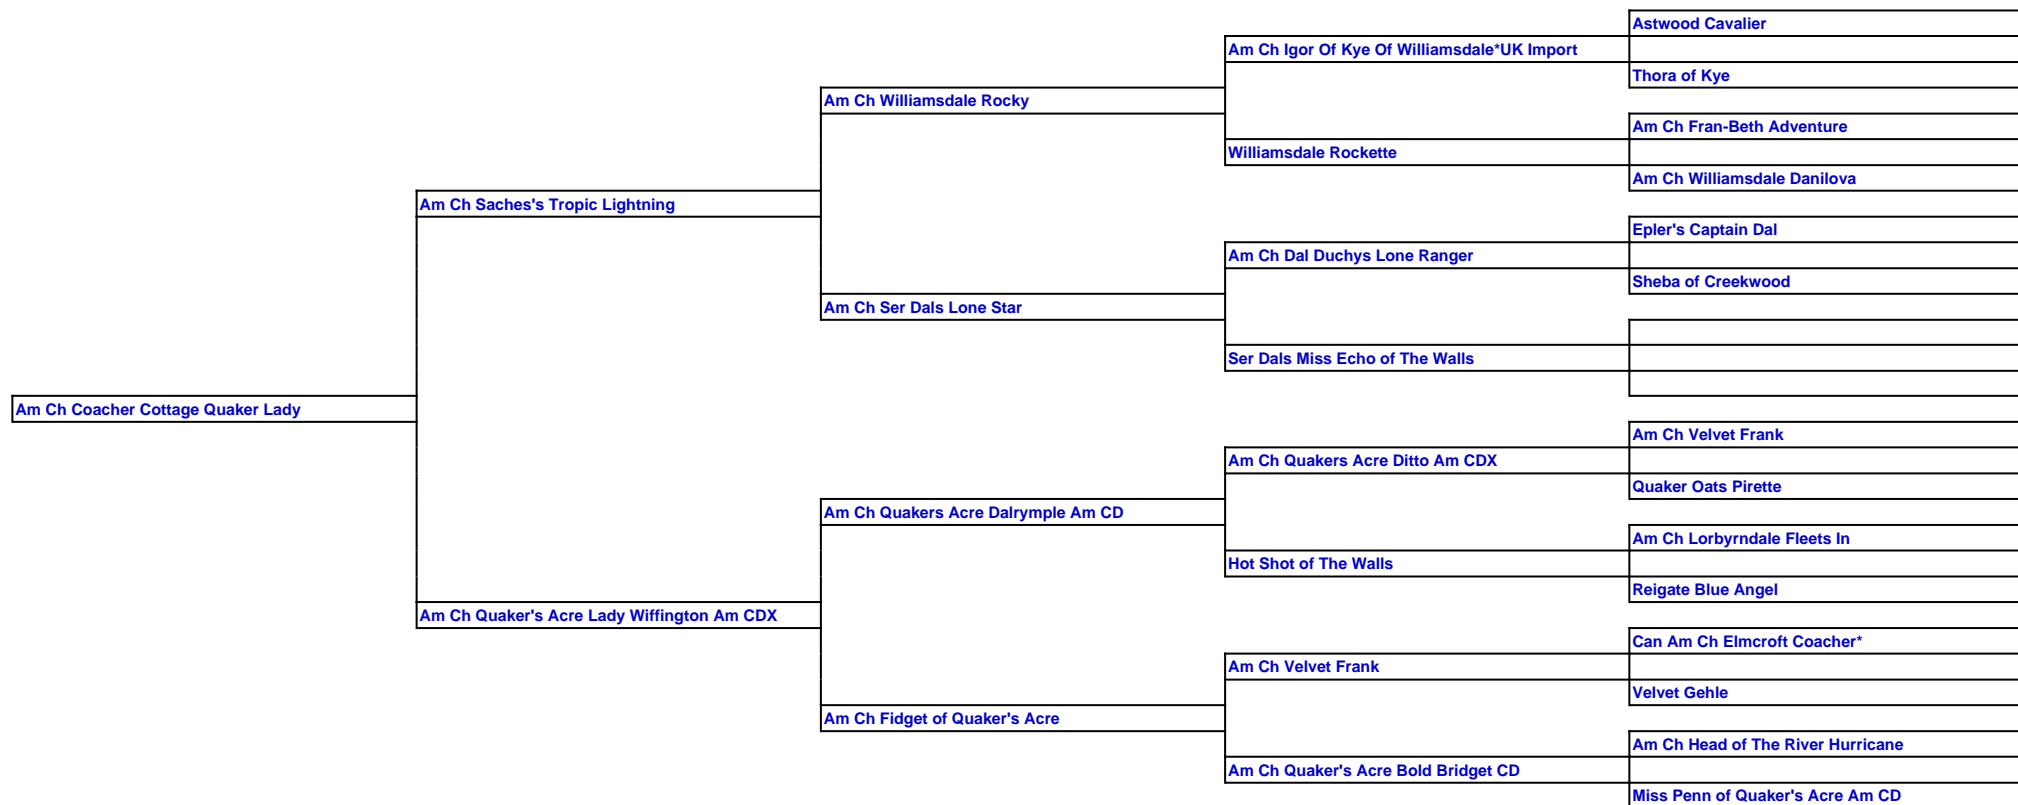 Astwood Cavalier
Am Ch Igor Of Kye Of Williamsdale*UK Import
Thora of Kye
Am Ch Williamsdale Rocky
Am Ch Fran-Beth Adventure
Williamsdale Rockette
Am Ch Williamsdale Danilova
Am Ch Saches's Tropic Lightning
Epler's Captain Dal
Am Ch Dal Duchys Lone Ranger
Sheba of Creekwood
Am Ch Ser Dals Lone Star
Ser Dals Miss Echo of The Walls
Am Ch Coacher Cottage Quaker Lady
Am Ch Velvet Frank
Am Ch Quakers Acre Ditto Am CDX
Quaker Oats Pirette
Am Ch Quakers Acre Dalrymple Am CD
Am Ch Lorbyrndale Fleets In
Hot Shot of The Walls
Reigate Blue Angel
Am Ch Quaker's Acre Lady Wiffington Am CDX
Can Am Ch Elmcroft Coacher*
Am Ch Velvet Frank
Velvet Gehle
Am Ch Fidget of Quaker's Acre
Am Ch Head of The River Hurricane
Am Ch Quaker's Acre Bold Bridget CD
Miss Penn of Quaker's Acre Am CD